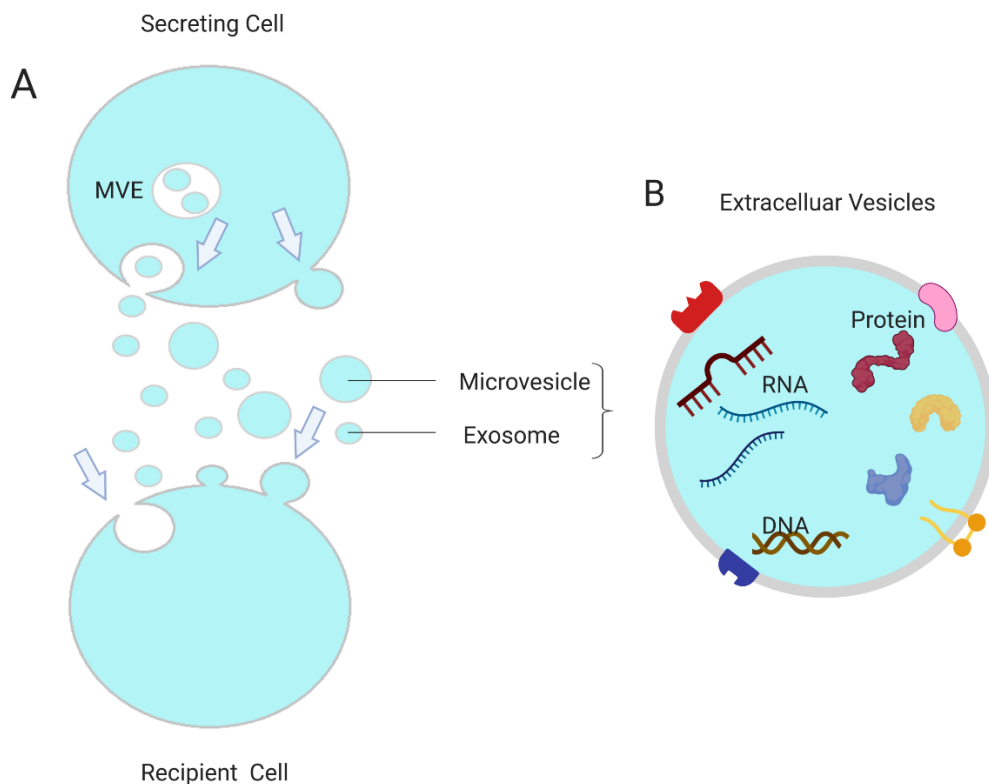 Secreting Cell
A
MVE
Microvesicle
Exosome
Recipient Cell
B
Extracelluar Vesicles
Protein
RNA
DNA